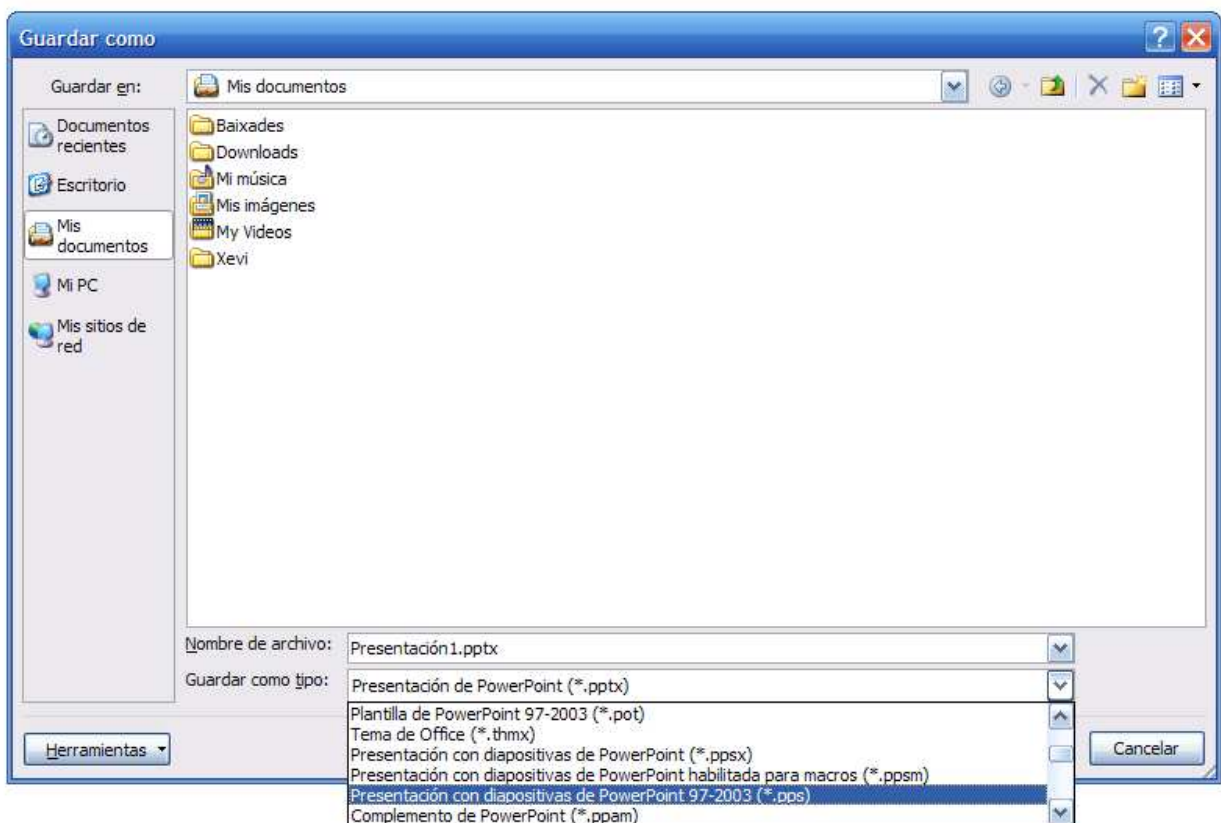 Guardar como
Guardar en:
Mis documentos
Documentos
recientes
Escritorio
Mis
documentos
Mi PC
Mis sitios de
red
Baixades
Downloads
Mi música
Mis imágenes
My Videos
Xevi
Nombre de archivo:
Presentación1.pptx
Guardar como tipo:
Presentación de PowerPoint (*.pptx)
Plantilla de PowerPoint 97-2003 (*.pot)
Tema de Office (*.thmx)
Presentación con diapositivas de PowerPoint (*.ppsx)
Presentación con diapositivas de PowerPoint habilitada para macros (*.ppsm)
Presentación con diapositivas de PowerPoint 97-2003 (*.pps)
Complemento de PowerPoint (*.ppam)
Herramientas
Cancelar